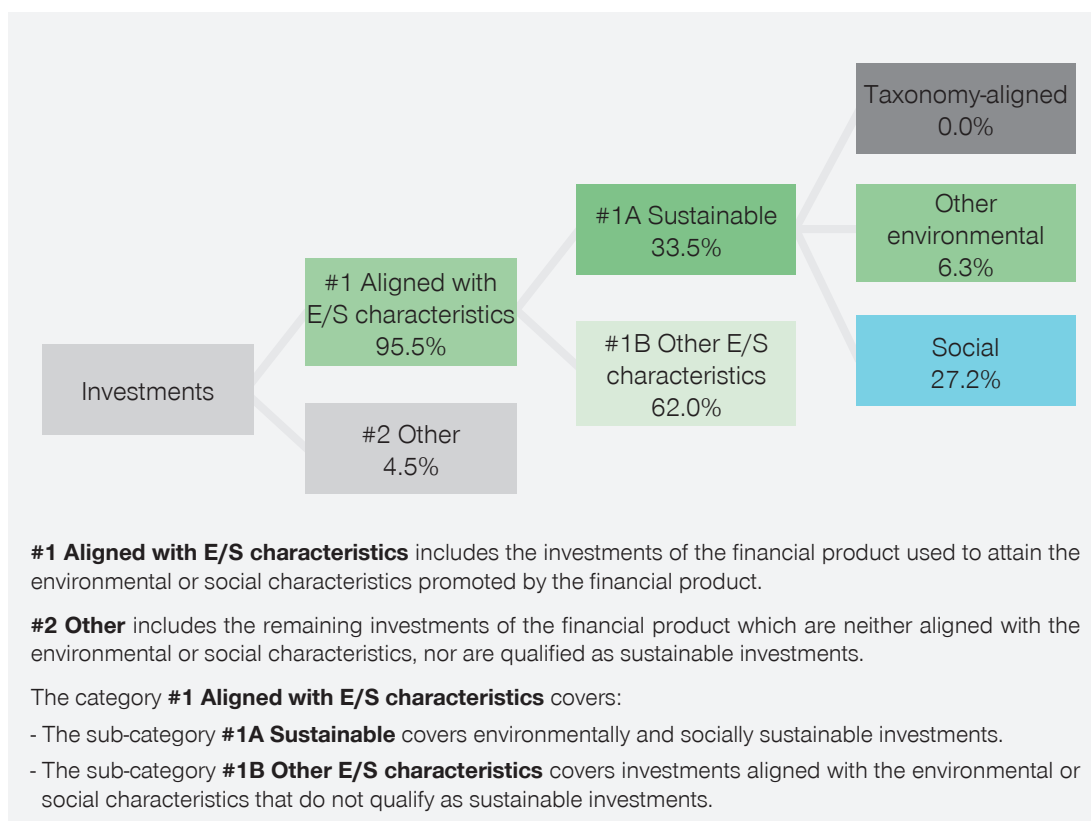 Taxonomy-aligned
0.0%
#1A Sustainable
33.5%
Other
environmental
6.3%
#1 Aligned with
E/S characteristics
95.5%
#1B Other E/S
characteristics
62.0%
Social
27.2%
Investments
#2 Other
4.5%
#1 Aligned with E/S characteristics includes the investments of the financial product used to attain the
environmental or social characteristics promoted by the financial product.
#2 Other includes the remaining investments of the financial product which are neither aligned with the
environmental or social characteristics, nor are qualified as sustainable investments.
The category #1 Aligned with E/S characteristics covers:
- The sub-category #1A Sustainable covers environmentally and socially sustainable investments.
- The sub-category #1B Other E/S characteristics covers investments aligned with the environmental or
social characteristics that do not qualify as sustainable investments.